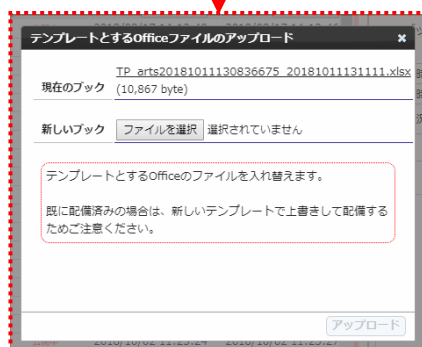 テンプレートとするOfficeファイルのアップロード ×
現在のブック TP_arts20181011130836675_20181011131111.xlsx
(10,867 byte)
新しいブック ファイルを選択 選択されていません
テンプレートとするOfficeのファイルを入れ替えます。
既に配備済みの場合は、新しいテンプレートで上書きして配備する
ためご注意ください。
アップロード